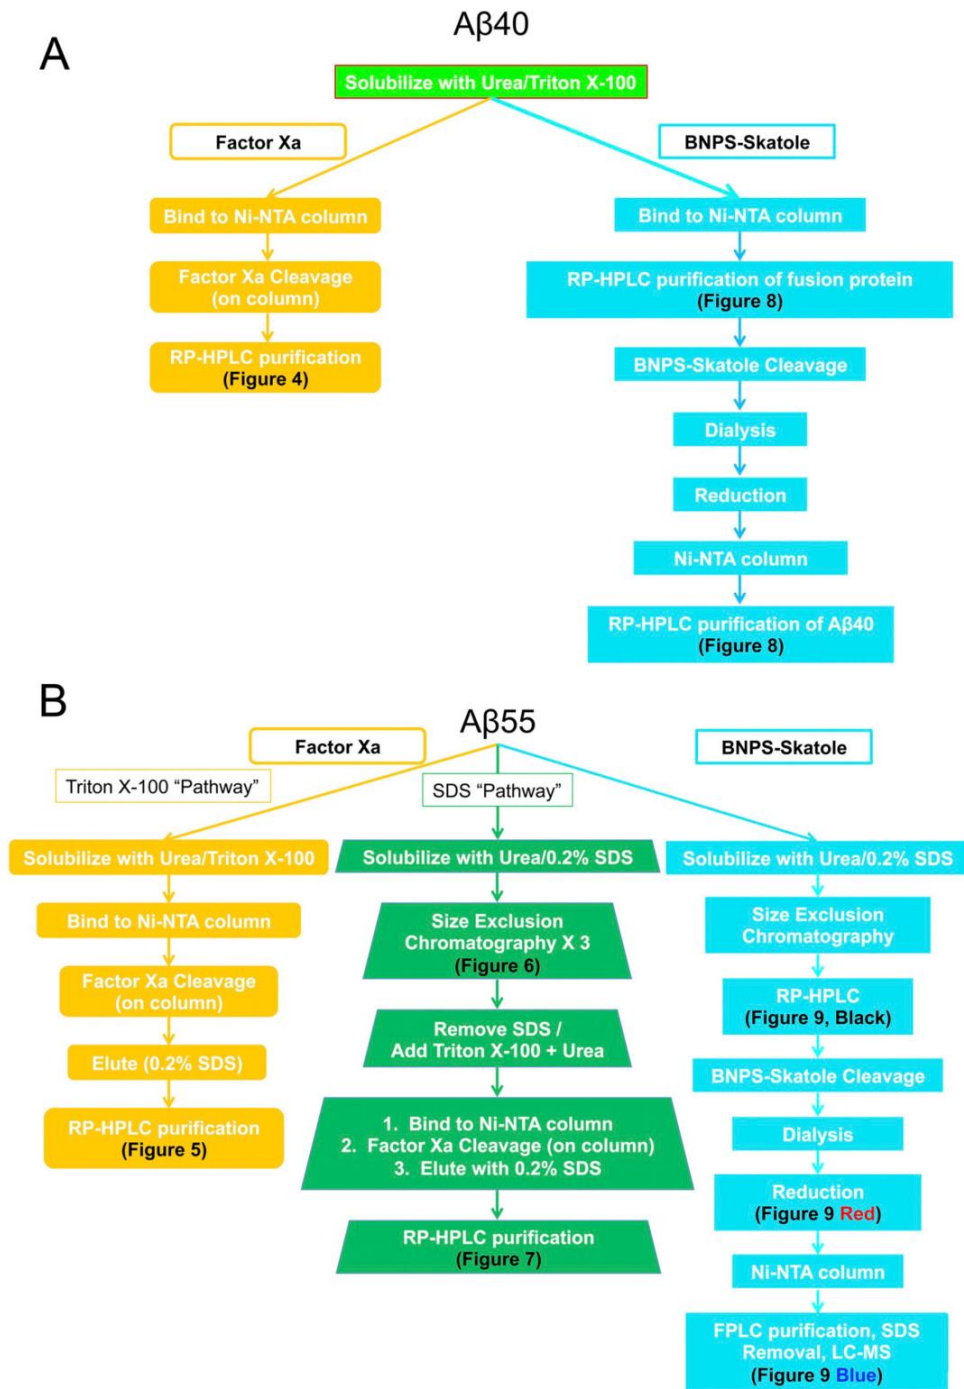 A
Aβ40
Solubilize with Urea/Triton X-100
Factor Xa
BNPS-Skatole
Bind to Ni-NTA column
Factor Xa Cleavage
(on column)
RP-HPLC purification
(Figure 4)
Bind to Ni-NTA column
RP-HPLC purification of fusion protein
(Figure 8)
BNPS-Skatole Cleavage
Dialysis
Reduction
Ni-NTA column
RP-HPLC purification of Aβ40
(Figure 8)
B
Aβ55
Factor Xa
BNPS-Skatole
Triton X-100 “Pathway”
SDS “Pathway”
Solubilize with Urea/Triton X-100
Bind to Ni-NTA column
Factor Xa Cleavage
(on column)
Elute (0.2% SDS)
RP-HPLC purification
(Figure 5)
Solubilize with Urea/0.2% SDS
Size Exclusion
Chromatography X 3
(Figure 6)
Remove SDS /
Add Triton X-100 + Urea
1. Bind to Ni-NTA column
2. Factor Xa Cleavage (on column)
3. Elute with 0.2% SDS
RP-HPLC purification
(Figure 7)
Solubilize with Urea/0.2% SDS
Size Exclusion
Chromatography
RP-HPLC
(Figure 9, Black)
BNPS-Skatole Cleavage
Dialysis
Reduction
(Figure 9 Red)
Ni-NTA column
FPLC purification, SDS
Removal, LC-MS
(Figure 9 Blue)